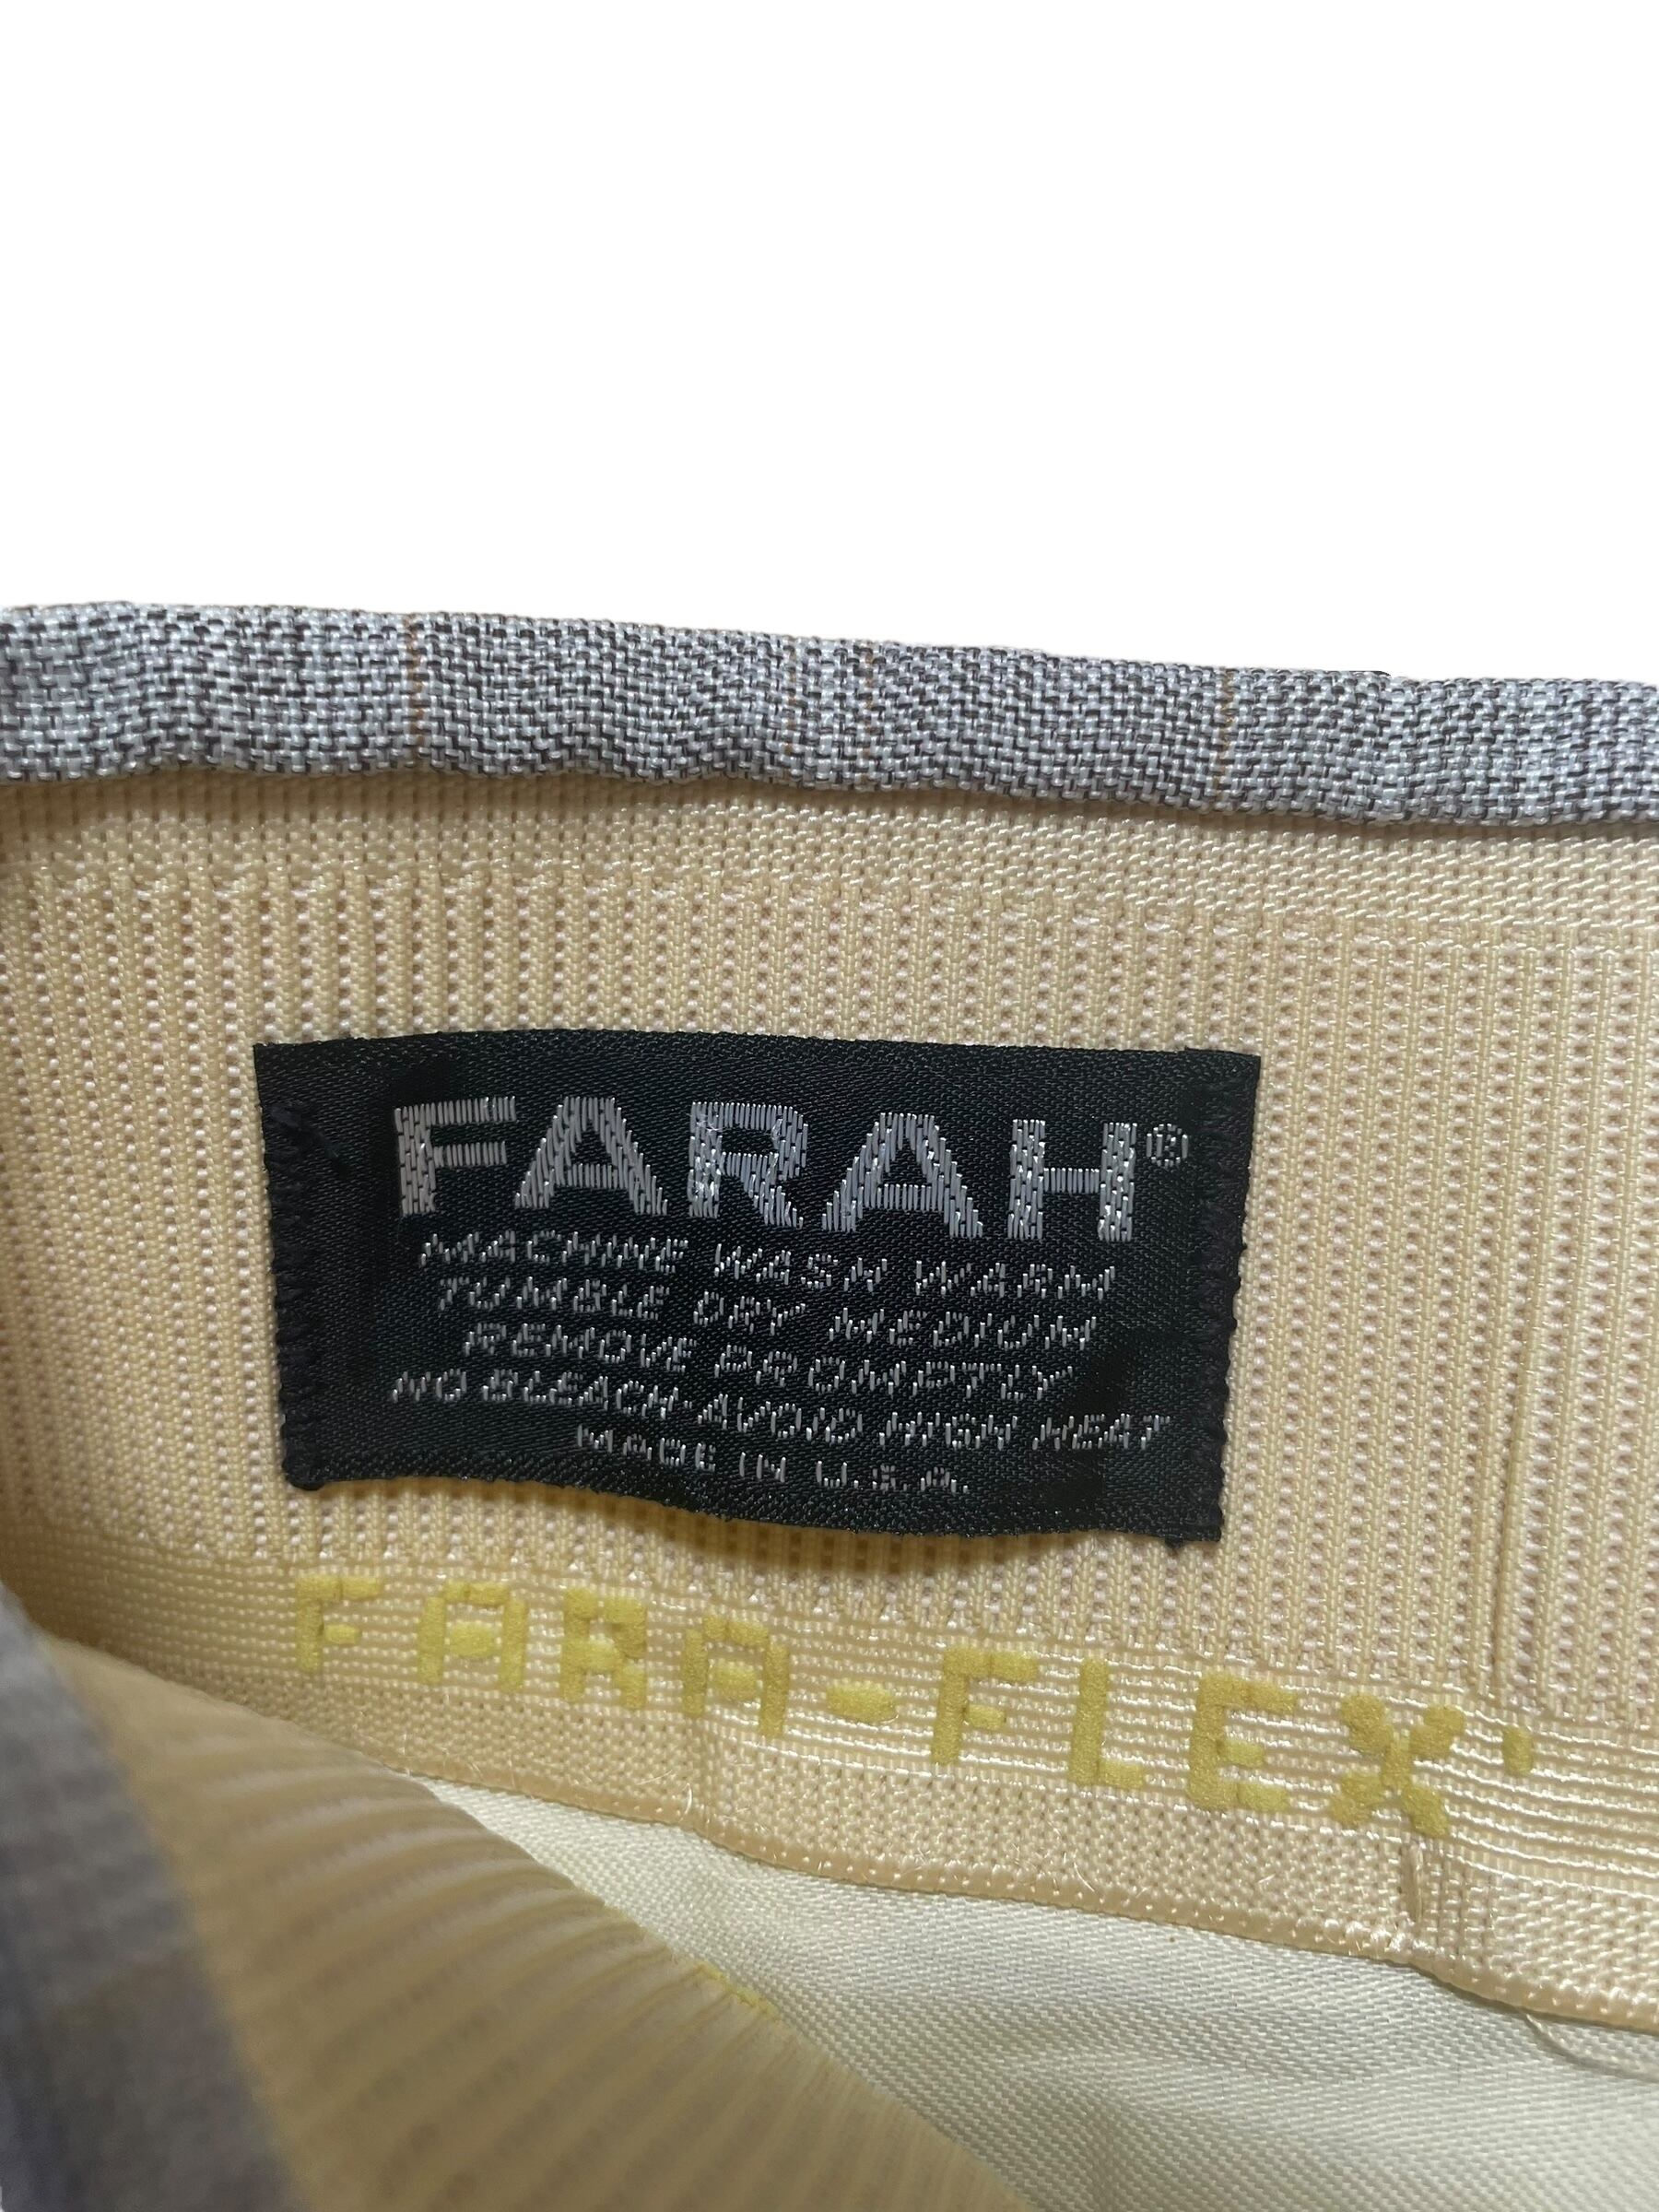 FARAH®
MACHINE WASH WARM
TUMBLE DRY MEDIUM
REMOVE PROMPTLY
NO BLEACH·AVOID HIGH HEAT
MADE IN U.S.A.
FARA-FLEX'